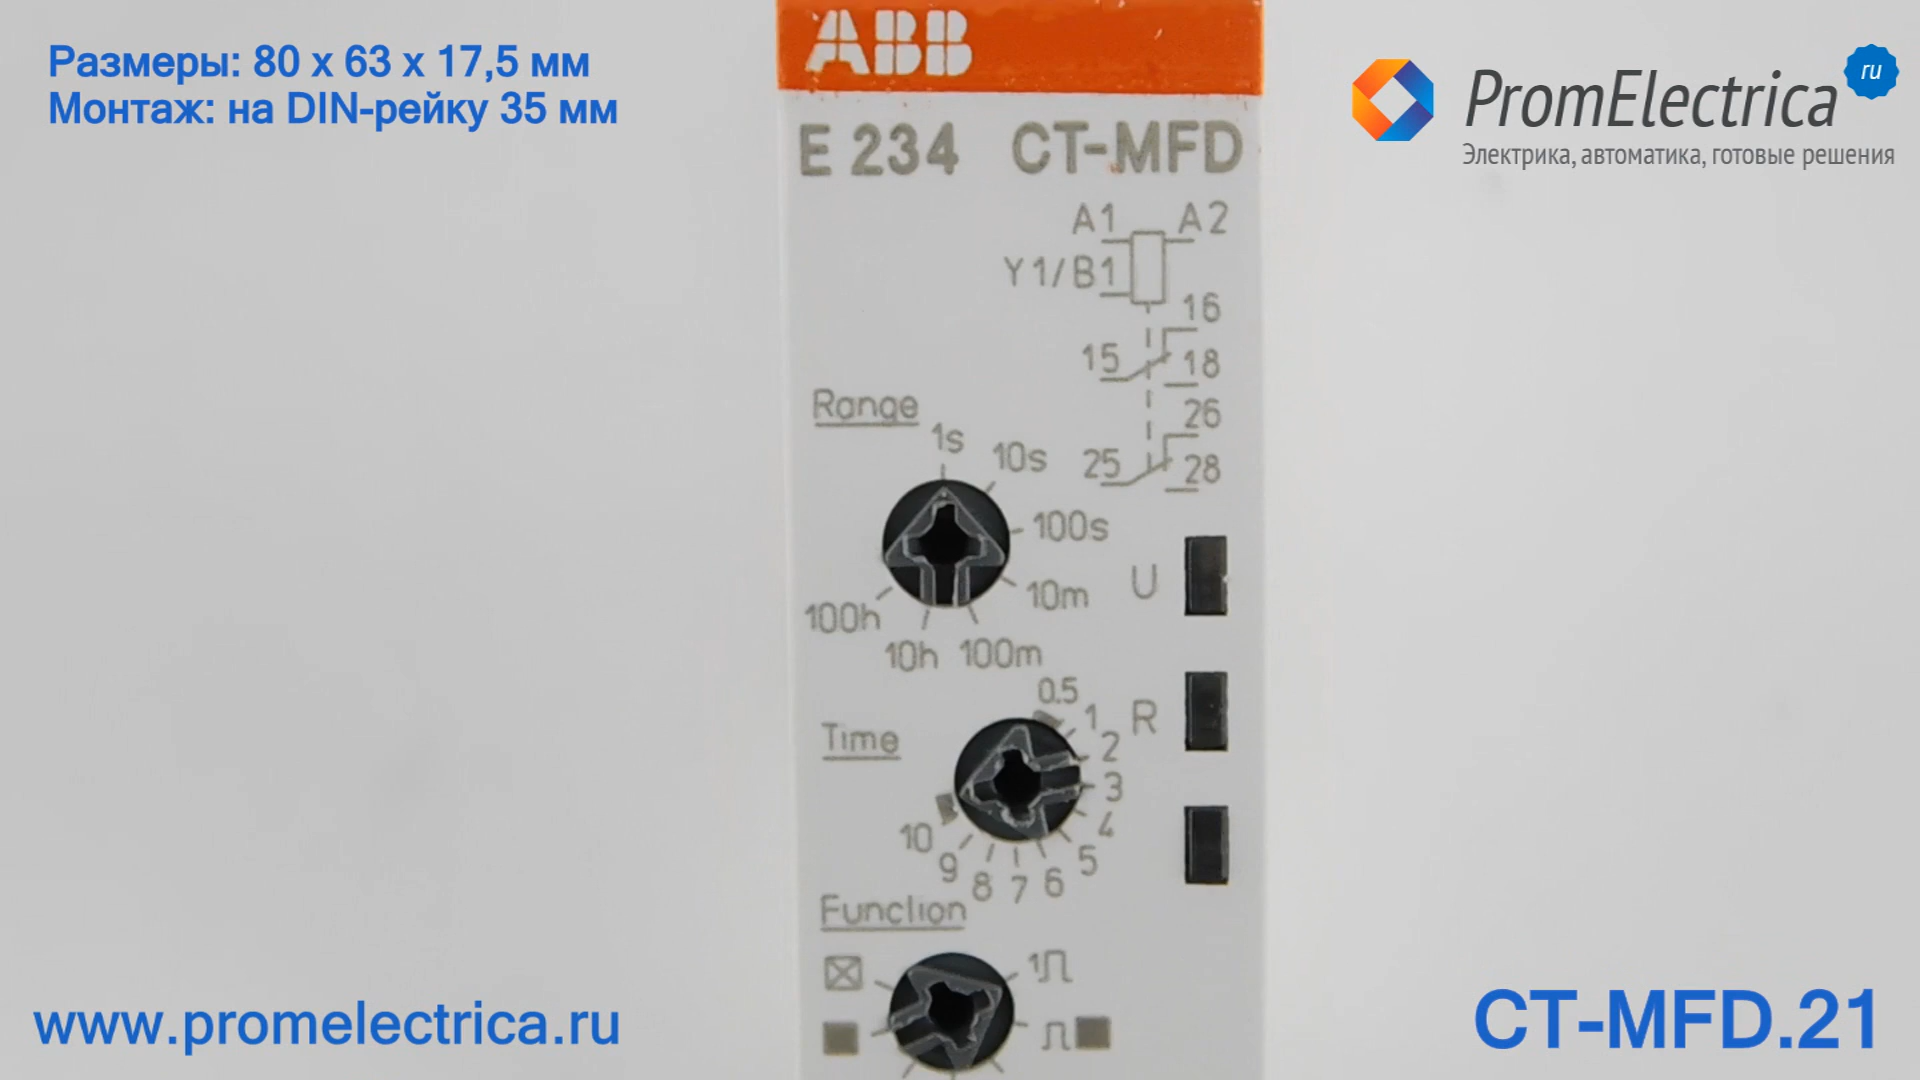 Размеры: 80 x 63 x 17,5 мм
Монтаж: на DIN-рейку 35 мм
ABB
PromElectrica ru
Электрика, автоматика, готовые решения
E 234 CT-MFD
A1 A2
Y1/B1
16
15 18
26
25 28
Range
1s
10s
100s
10m
100m
10h
100h
U
R
Time
0.5
1
2
3
4
5
6
7
8
9
10
Function
1
www.promelectrica.ru
CT-MFD.21